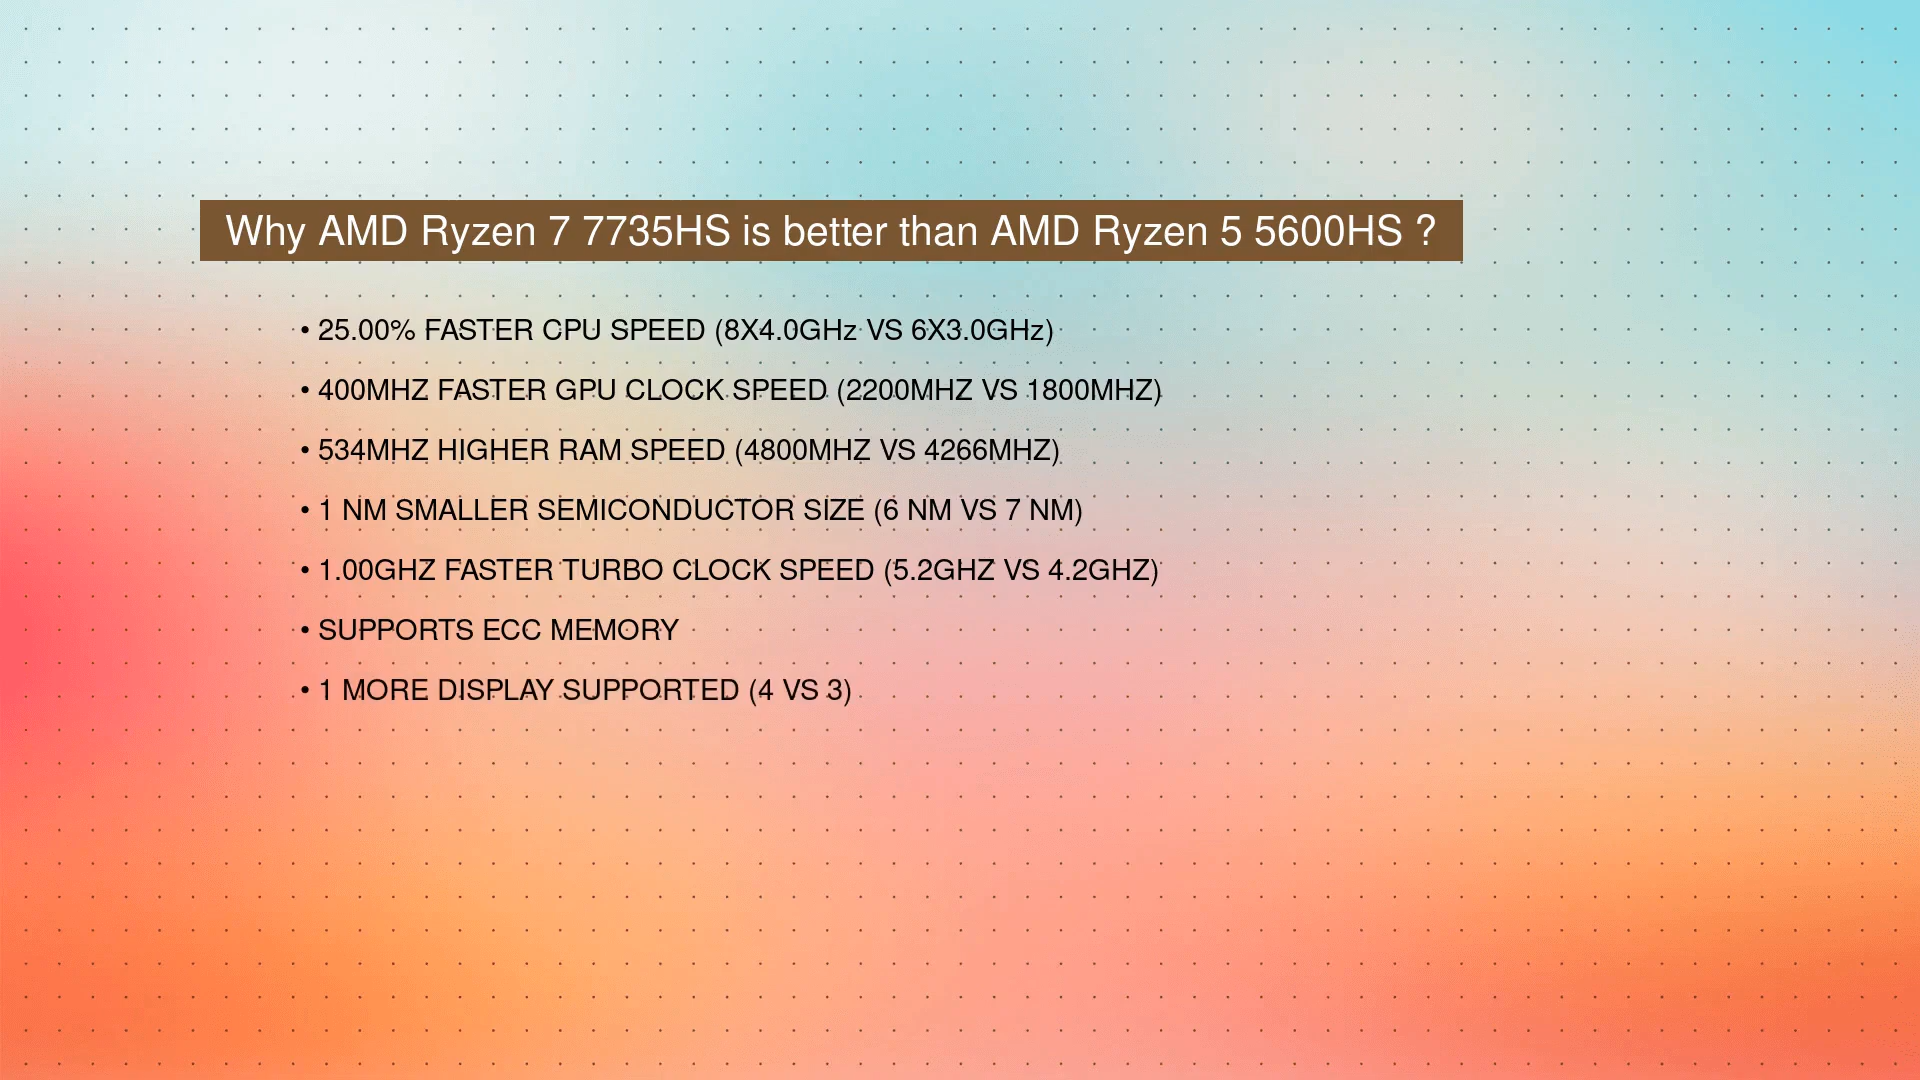 Why AMD Ryzen 7 7735HS is better than AMD Ryzen 5 5600HS ?
• 25.00% FASTER CPU SPEED (8X4.0GHz VS 6X3.0GHz)
• 400MHZ FASTER GPU CLOCK SPEED (2200MHZ VS 1800MHZ)
• 534MHZ HIGHER RAM SPEED (4800MHZ VS 4266MHZ)
• 1 NM SMALLER SEMICONDUCTOR SIZE (6 NM VS 7 NM)
• 1.00GHZ FASTER TURBO CLOCK SPEED (5.2GHZ VS 4.2GHZ)
• SUPPORTS ECC MEMORY
• 1 MORE DISPLAY SUPPORTED (4 VS 3)